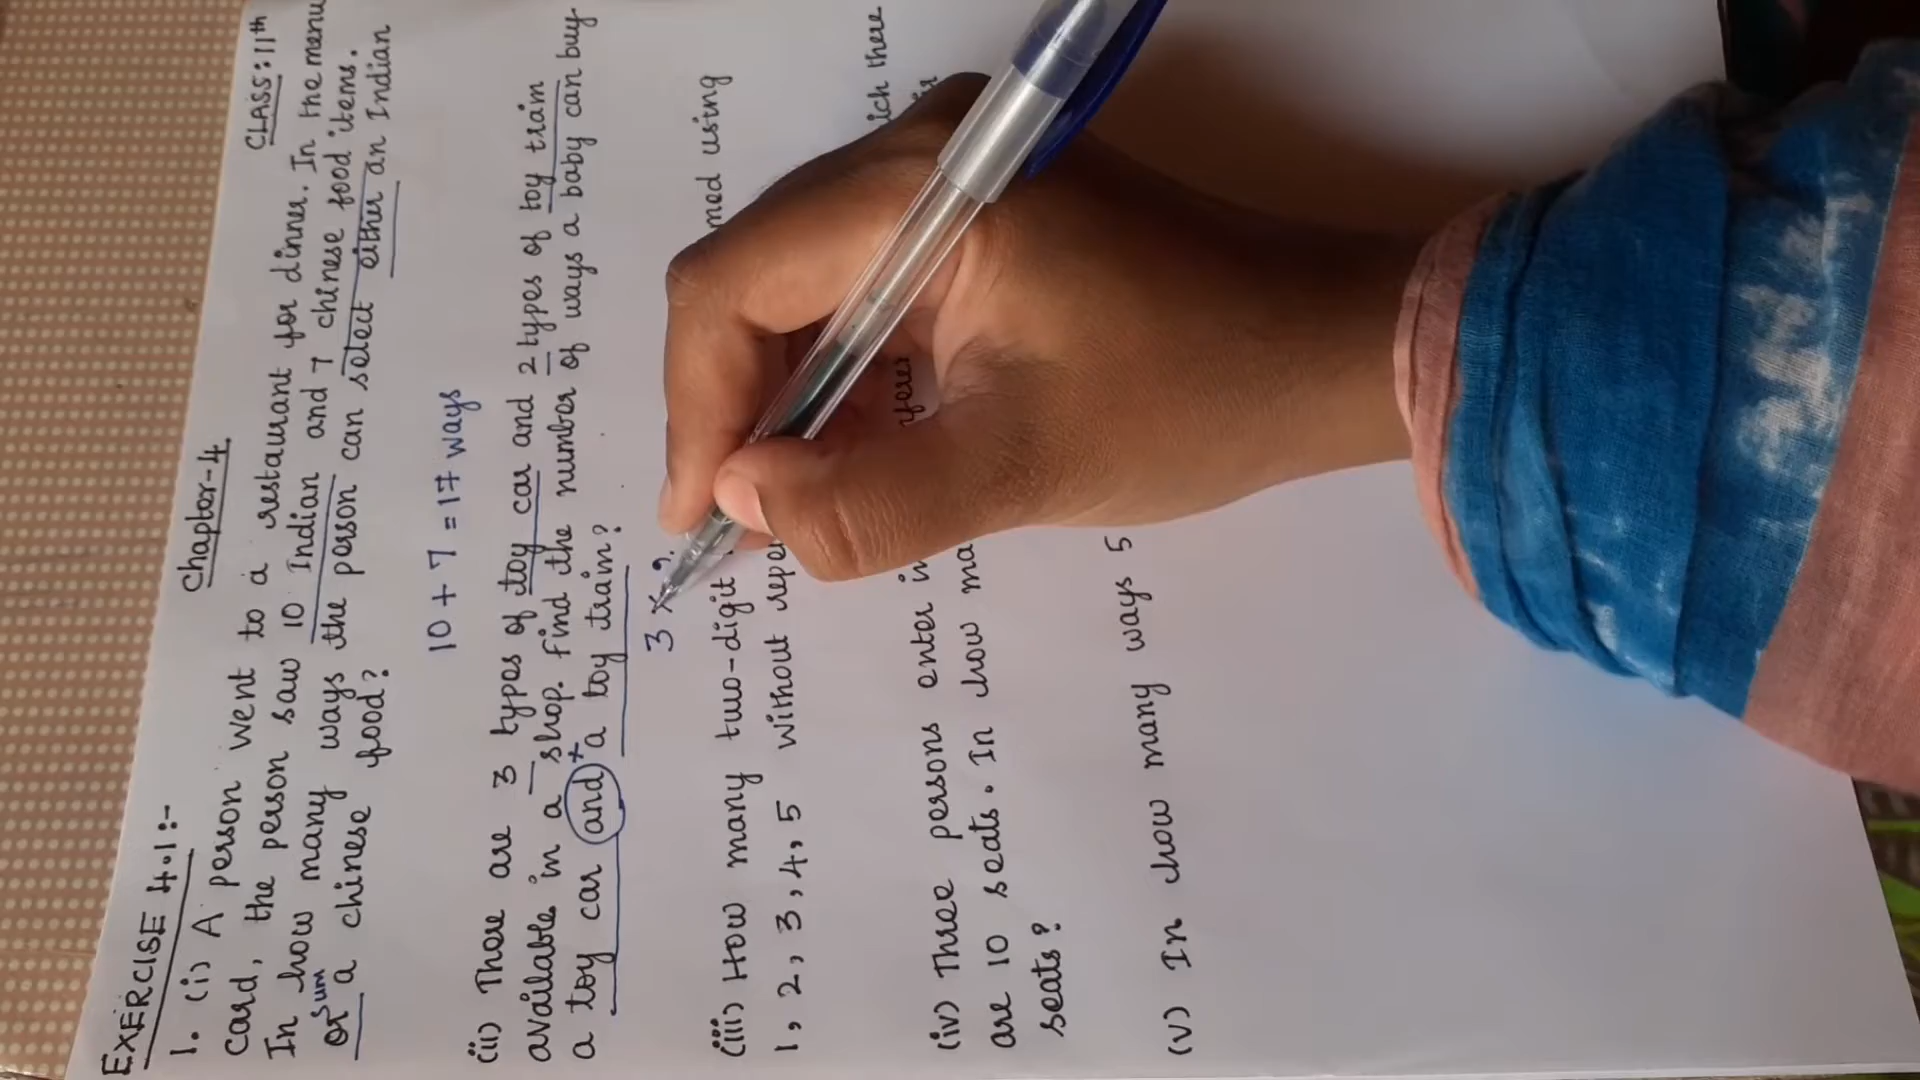 Chapter-4
CLASS: 11th
EXERCISE 4.1:-
1. (i) A person went to a restaurant for dinner. In the menu
card, the person saw 10 Indian and 7 chinese food items.
In how many ways the person can select either an Indian
or sum a chinese food?
10 + 7 = 17 ways
(ii) There are 3 types of toy car and 2 types of toy train
available in a shop. Find the number of ways a baby can buy
a toy car and x a toy train?
3 x
(iii) How many two-digit med using
1, 2, 3, 4, 5 without
(iv) Three persons enter in ich there
are 10 seats. In how
seats?
(v) In how many ways 5